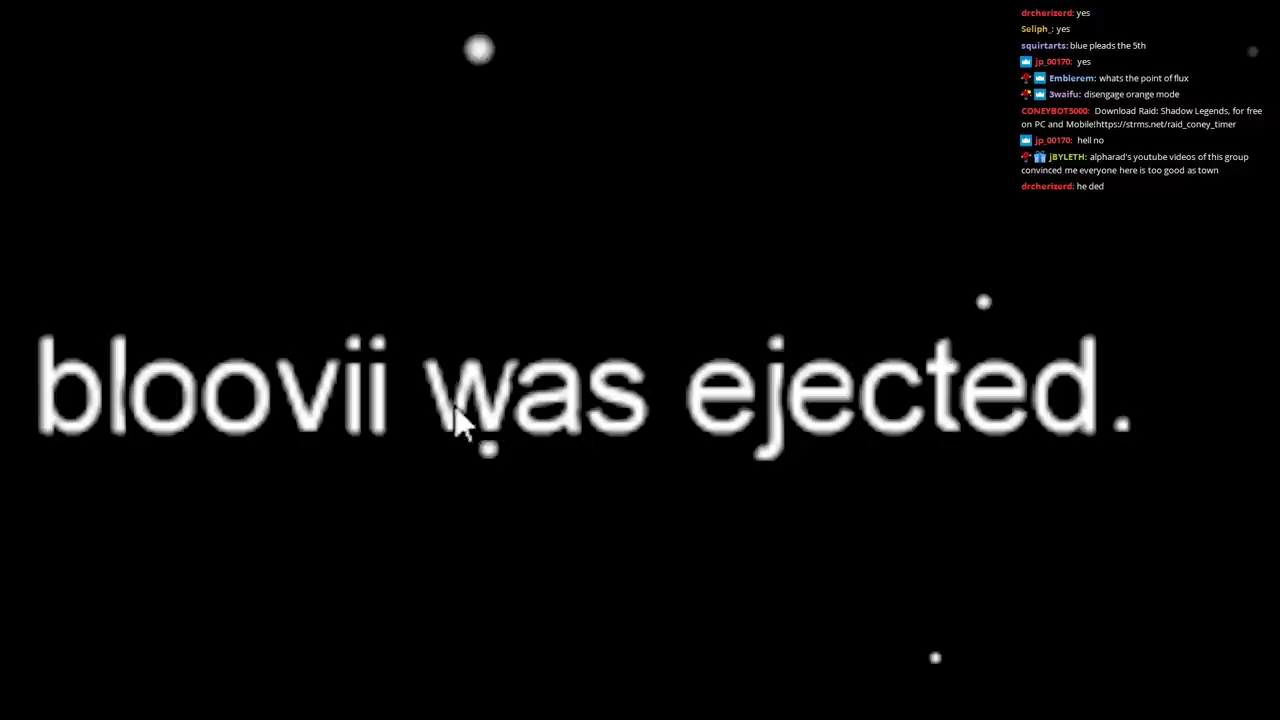 drcherizerd: yes
Seliph_: yes
squirtarts: blue pleads the 5th
jp_00170: yes
Emblerem: whats the point of flux
3waifu: disengage orange mode
CONEYBOT5000: Download Raid: Shadow Legends, for free
on PC and Mobile!https://strms.net/raid_coney_timer
jp_00170: hell no
jBYLETH: alpharad's youtube videos of this group
convinced me everyone here is too good as town
drcherizerd: he ded
bloovii was ejected.